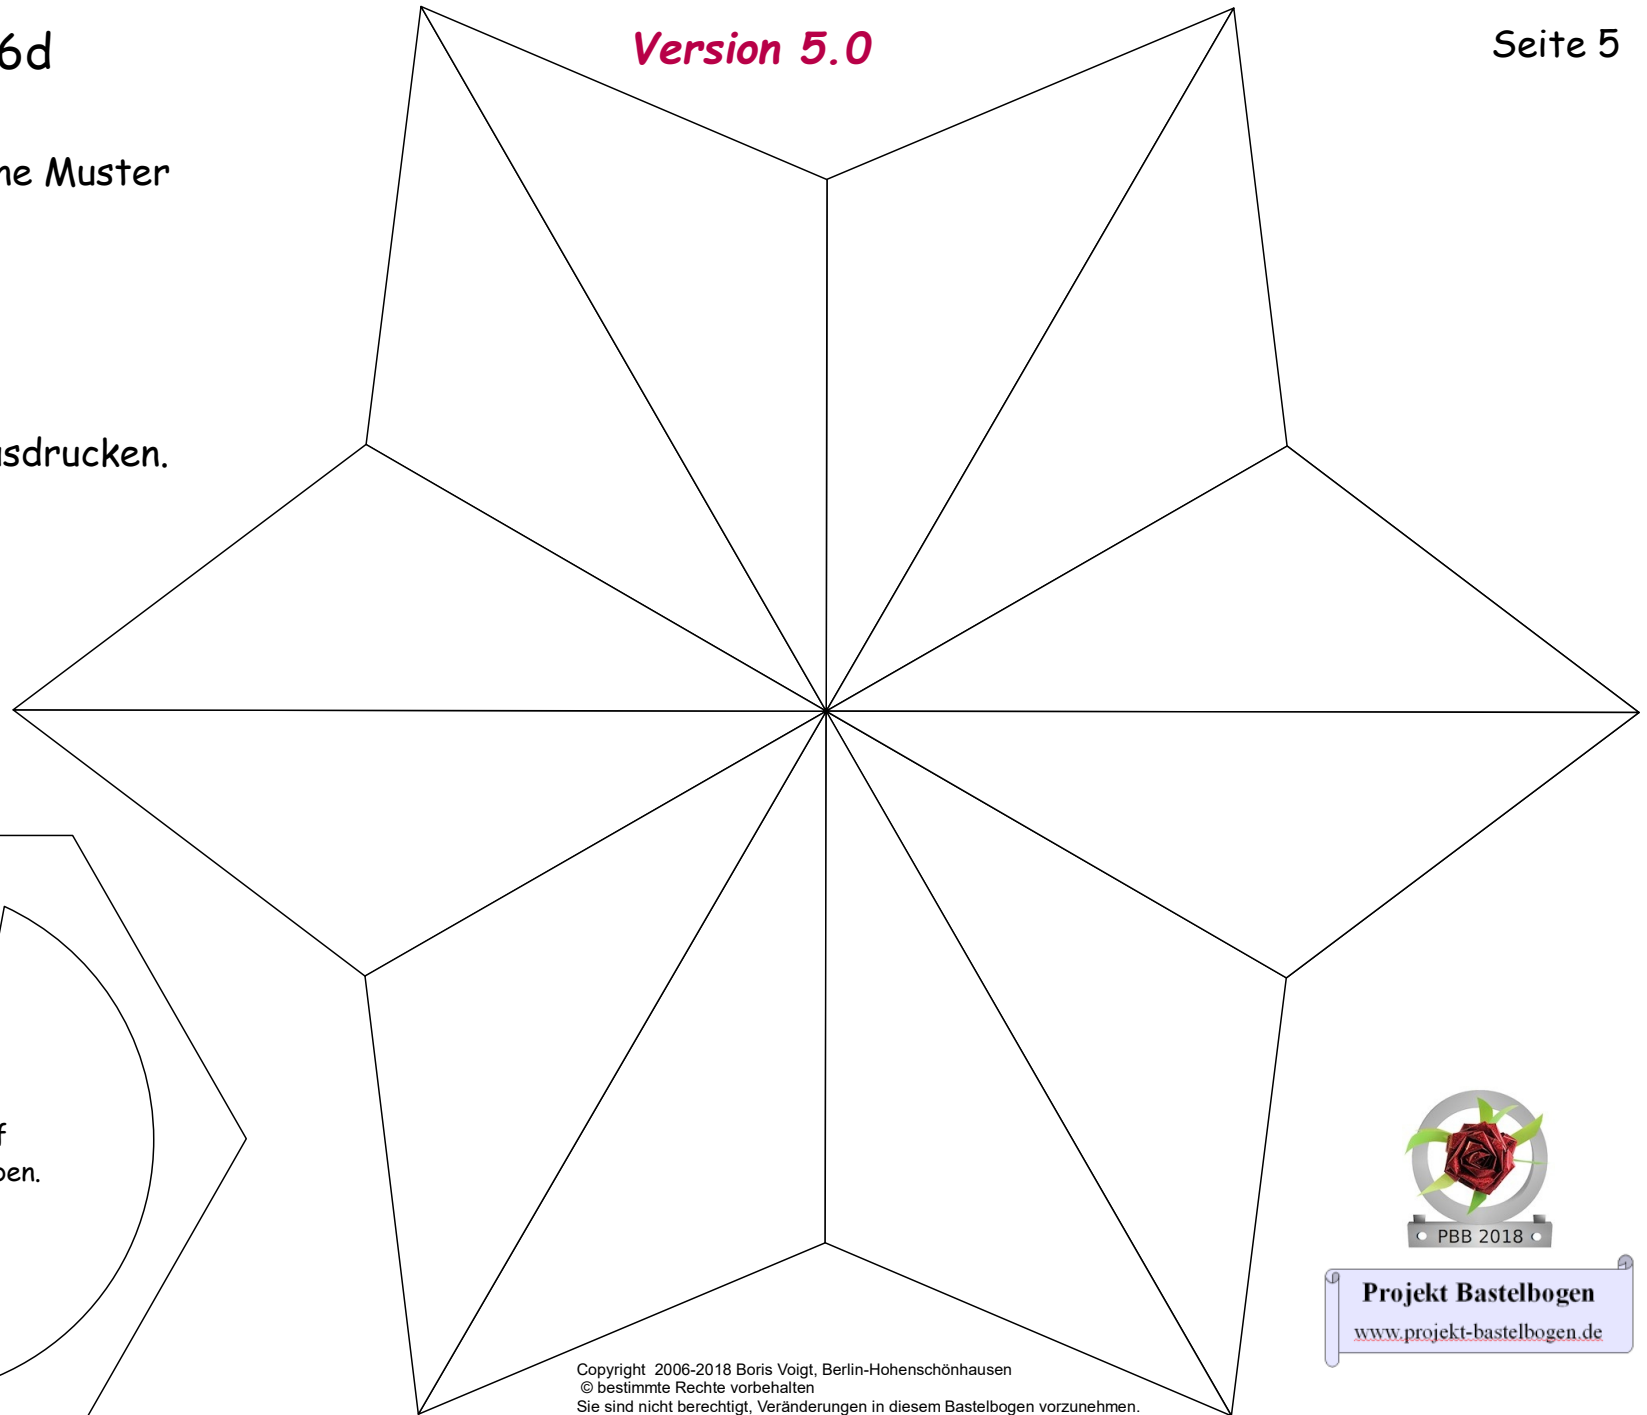 6d
Version 5.0
Seite 5
ne Muster
usdrucken.
f
ben.
PBB 2018
Projekt Bastelbogen
www.projekt-bastelbogen.de
Copyright 2006-2018 Boris Voigt, Berlin-Hohenschönhausen
© bestimmte Rechte vorbehalten
Sie sind nicht berechtigt, Veränderungen in diesem Bastelbogen vorzunehmen.